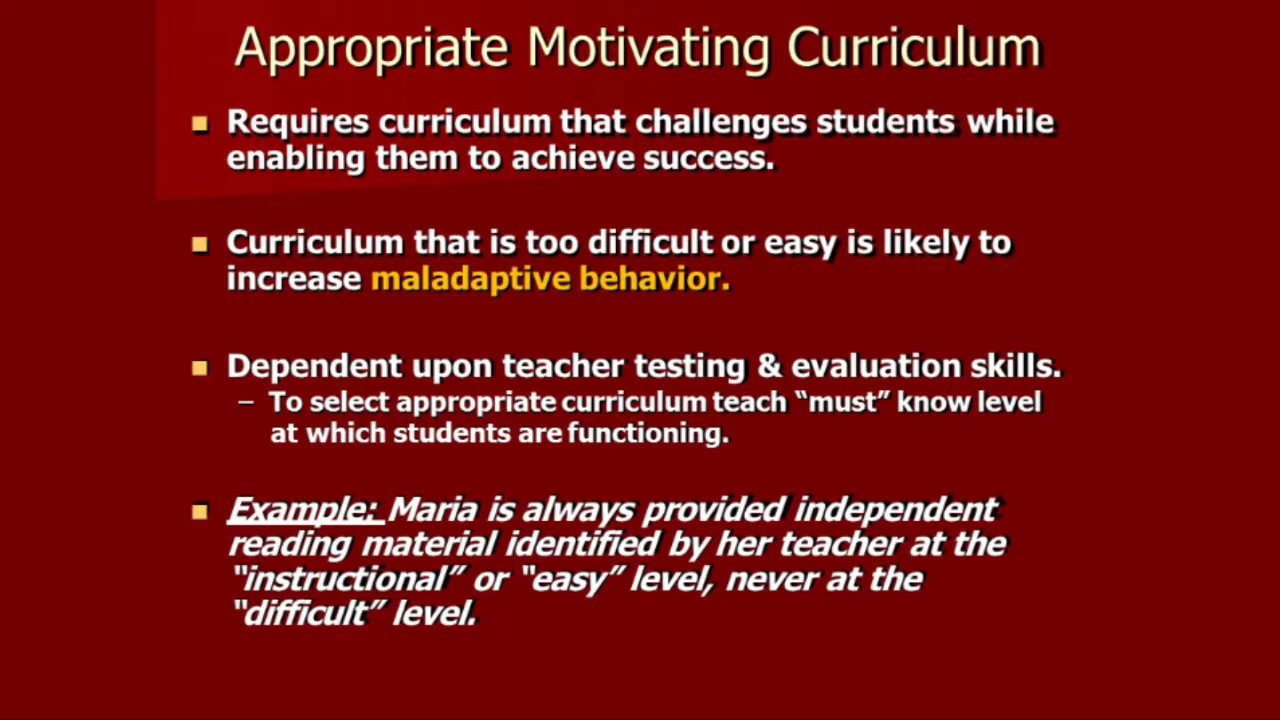 Appropriate Motivating Curriculum
Requires curriculum that challenges students while
enabling them to achieve success.
Curriculum that is too difficult or easy is likely to
increase maladaptive behavior.
Dependent upon teacher testing & evaluation skills.
– To select appropriate curriculum teach “must” know level
at which students are functioning.
Example: Maria is always provided independent
reading material identified by her teacher at the
“instructional” or “easy” level, never at the
“difficult” level.